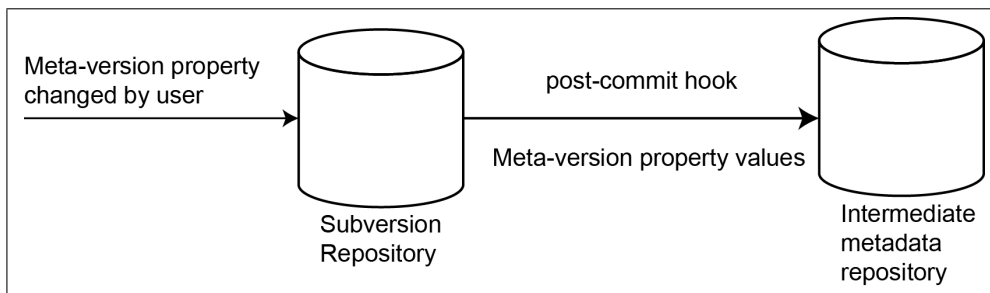 Meta-version property
changed by user
post-commit hook
Meta-version property values
Subversion
Repository
Intermediate
metadata
repository